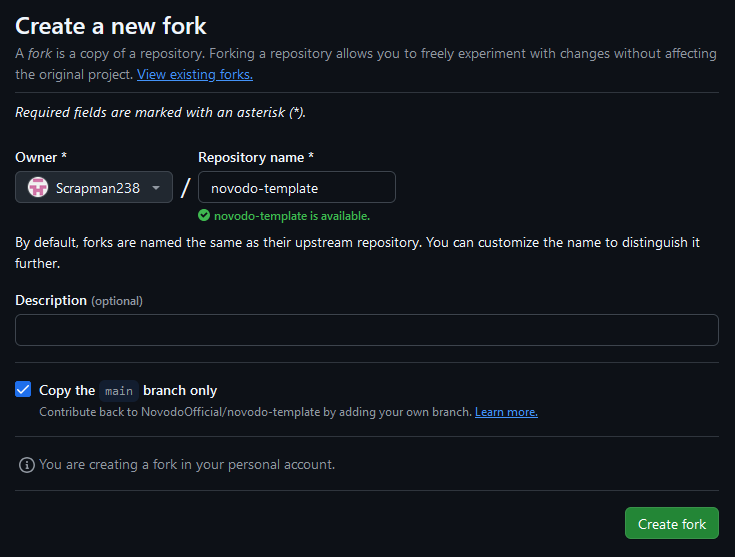 Create a new fork
A fork is a copy of a repository. Forking a repository allows you to freely experiment with changes without affecting
the original project. View existing forks.
Required fields are marked with an asterisk (*).
Owner *
Repository name *
Scrapman238
/
novodo-template
novodo-template is available.
By default, forks are named the same as their upstream repository. You can customize the name to distinguish it
further.
Description (optional)
Copy the main branch only
Contribute back to NovodoOfficial/novodo-template by adding your own branch. Learn more.
You are creating a fork in your personal account.
Create fork